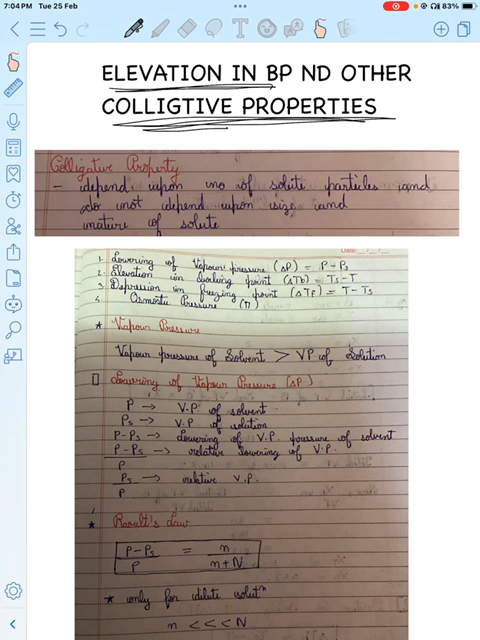 7:04 PM Tue 25 Feb
83%
ELEVATION IN BP ND OTHER
COLLIGTIVE PROPERTIES
Colligative Property
- depend upon no of solute particles and
do not depend upon size and
nature of solute
Date
1. Lowering of Vapour pressure (ΔP) = P-Ps
2. Elevation in boiling point (ΔTb) = Ts-T
3. Depression in freezing point (ΔTf) = T-Ts
4. Osmotic Pressure (π)
* Vapour Pressure
Vapour pressure of Solvent > VP of Solution
Lowering of Vapour Pressure (ΔP)
P → V.P. of solvent
Ps → V.P of solution
P-Ps → Lowering of V.P. pressure of solvent
P-Ps/P → relative lowering of V.P.
Ps/P → relative V.P.
* Raoult's Law
P-Ps/P = n/n+N
* only for dilute solutⁿ
n <<< N